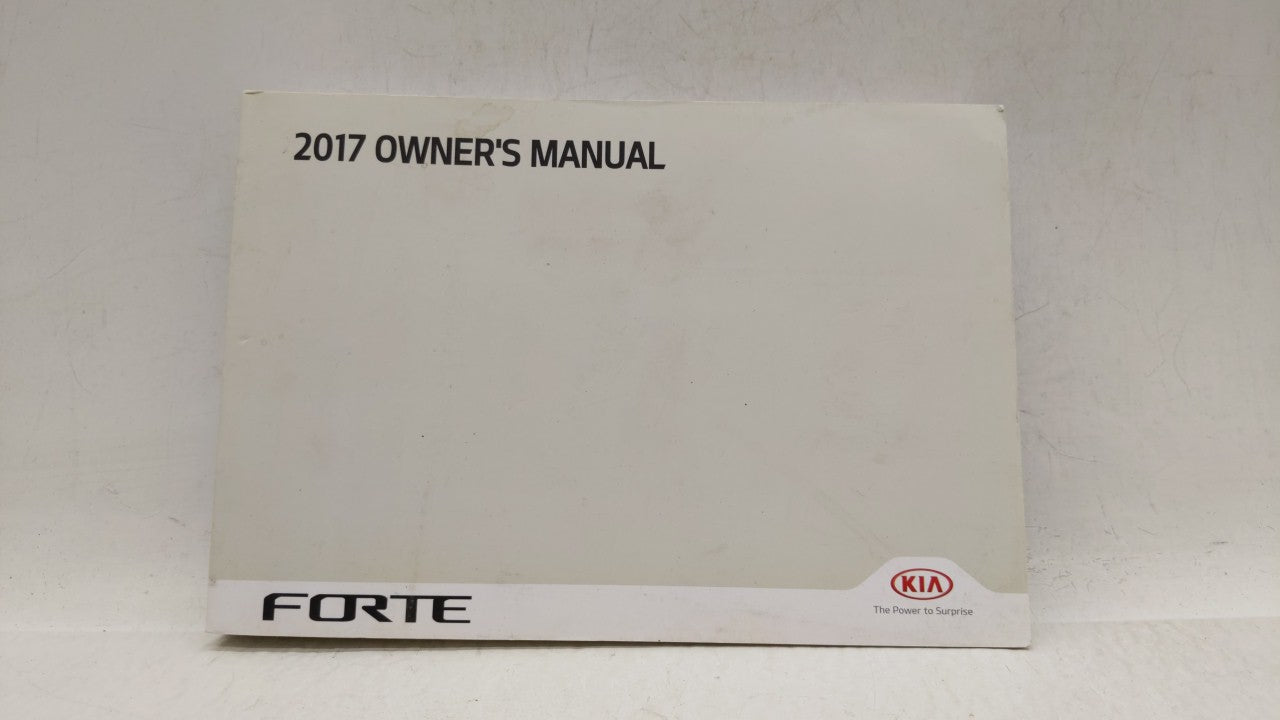 2017 OWNER'S MANUAL
FORTE
KIA
The Power to Surprise